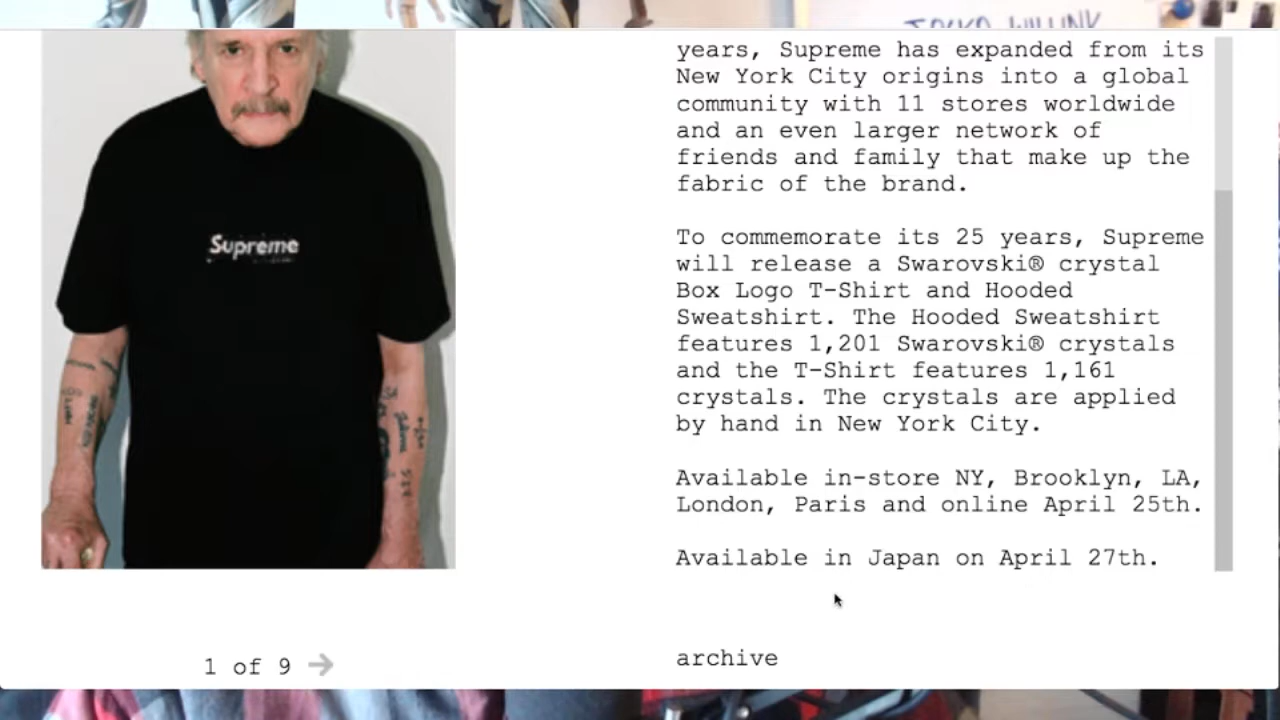 JOCKO WILLINK
years, Supreme has expanded from its
New York City origins into a global
community with 11 stores worldwide
and an even larger network of
friends and family that make up the
fabric of the brand.
To commemorate its 25 years, Supreme
will release a Swarovski® crystal
Box Logo T-Shirt and Hooded
Sweatshirt. The Hooded Sweatshirt
features 1,201 Swarovski® crystals
and the T-Shirt features 1,161
crystals. The crystals are applied
by hand in New York City.
Available in-store NY, Brooklyn, LA,
London, Paris and online April 25th.
Available in Japan on April 27th.
archive
Supreme
1 of 9